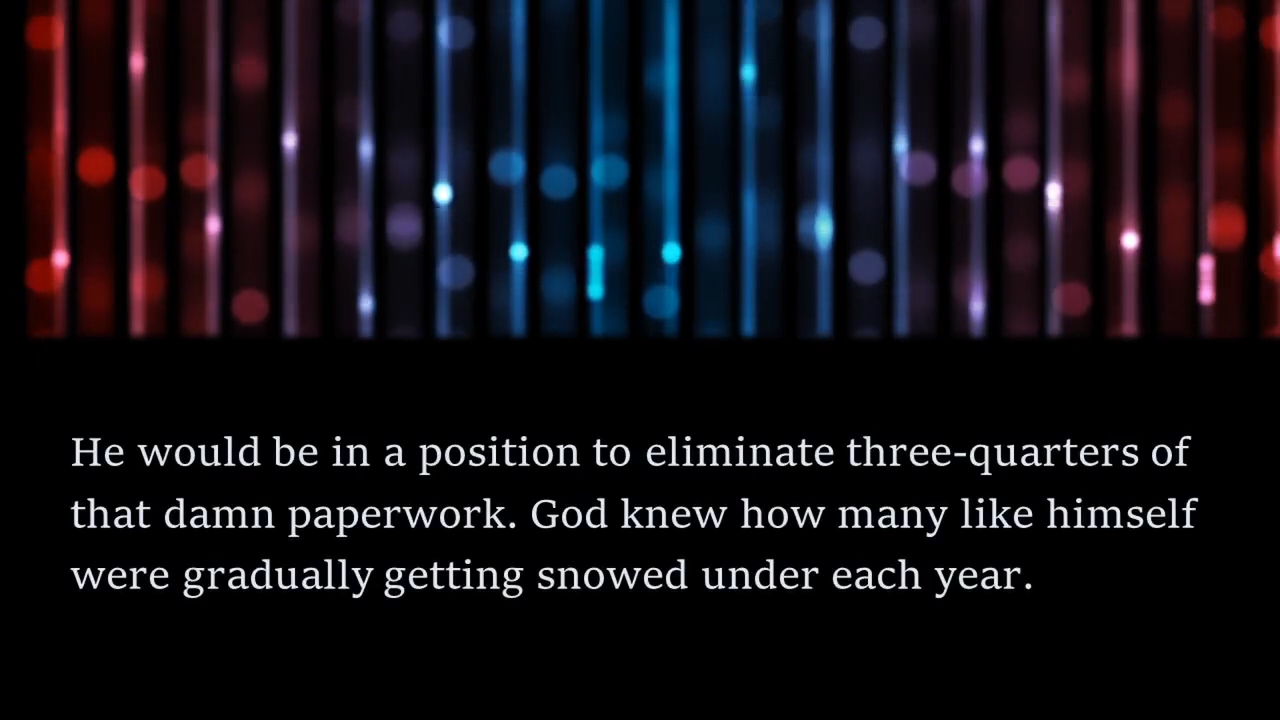 He would be in a position to eliminate three-quarters of
that damn paperwork. God knew how many like himself
were gradually getting snowed under each year.